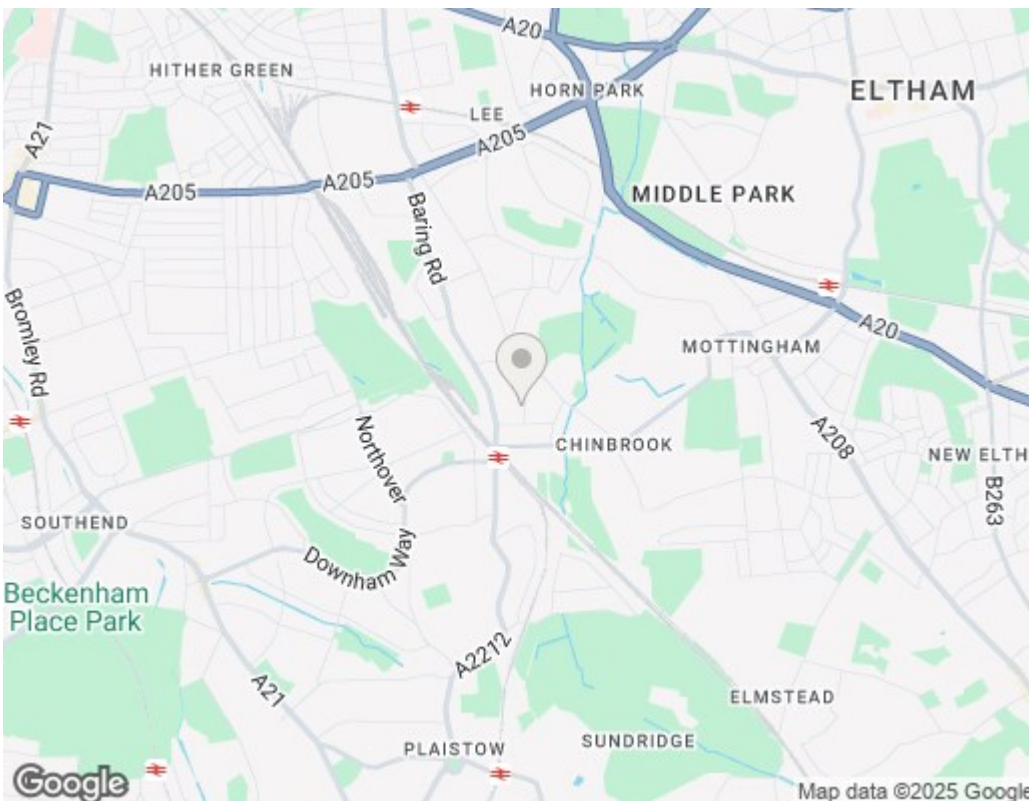 A20
HITHER GREEN
HORN PARK
ELTHAM
LEE
A21
A205
A205
A205
MIDDLE PARK
Baring Rd
Bromley Rd
A20
MOTTINGHAM
Northover
A208
CHINBROOK
NEW ELTH
B263
SOUTHEND
Downham Way
Beckenham
Place Park
A2212
A21
ELMSTEAD
PLAISTOW
SUNDRIDGE
Google
Map data ©2025 Google